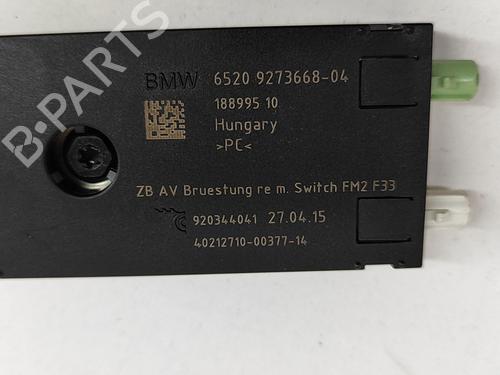 BMW 6520 9273668-04
188995 10
Hungary
>PC<
ZB AV Bruestung re m. Switch FM2 F33
920344041 27.04.15
40212710-00377-14
B-PARTS